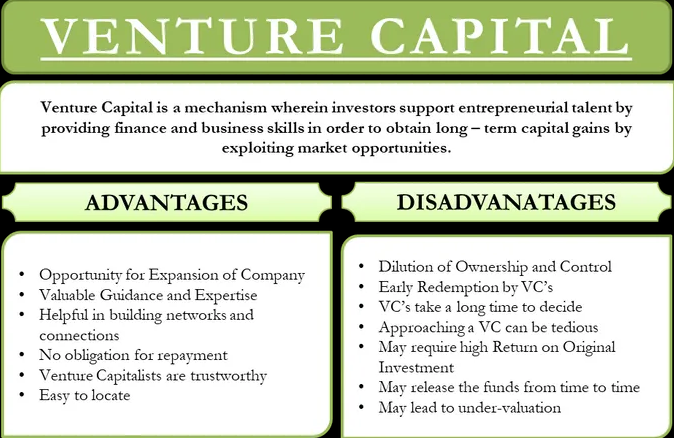 VENTURE CAPITAL
Venture Capital is a mechanism wherein investors support entrepreneurial talent by
providing finance and business skills in order to obtain long – term capital gains by
exploiting market opportunities.
ADVANTAGES
• Opportunity for Expansion of Company
• Valuable Guidance and Expertise
• Helpful in building networks and
connections
• No obligation for repayment
• Venture Capitalists are trustworthy
• Easy to locate
DISADVANATAGES
• Dilution of Ownership and Control
• Early Redemption by VC's
• VC's take a long time to decide
• Approaching a VC can be tedious
• May require high Return on Original
Investment
• May release the funds from time to time
• May lead to under-valuation